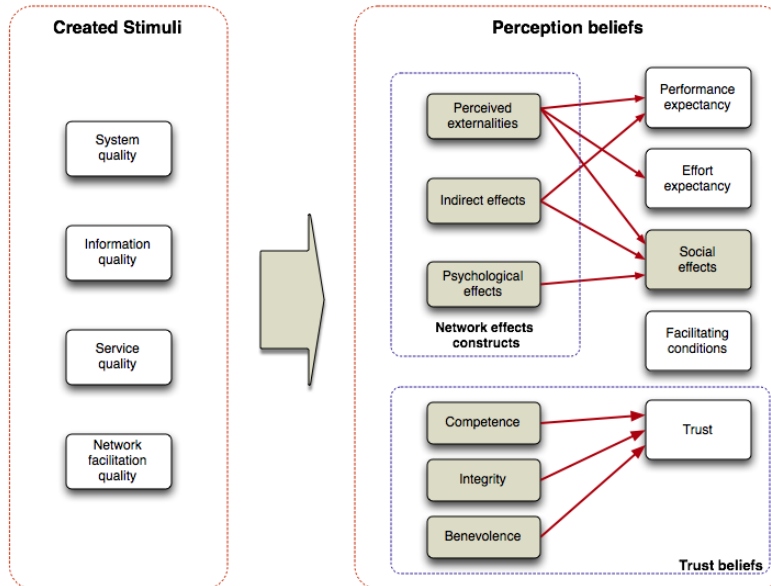 Created Stimuli
System
quality
Information
quality
Service
quality
Network
facilitation
quality
Perception beliefs
Perceived
externalities
Indirect effects
Psychological
effects
Network effects
constructs
Performance
expectancy
Effort
expectancy
Social
effects
Facilitating
conditions
Competence
Integrity
Benevolence
Trust
Trust beliefs